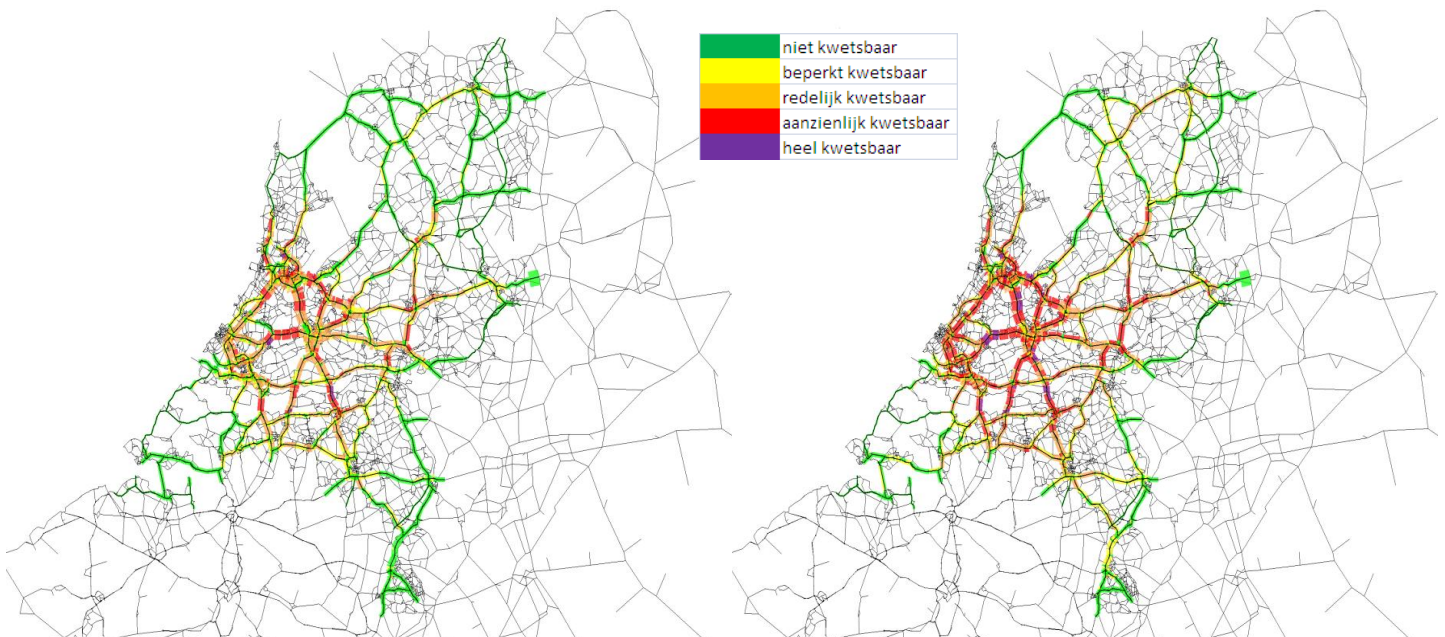 niet kwetsbaar
beperkt kwetsbaar
redelijk kwetsbaar
aanzienlijk kwetsbaar
heel kwetsbaar